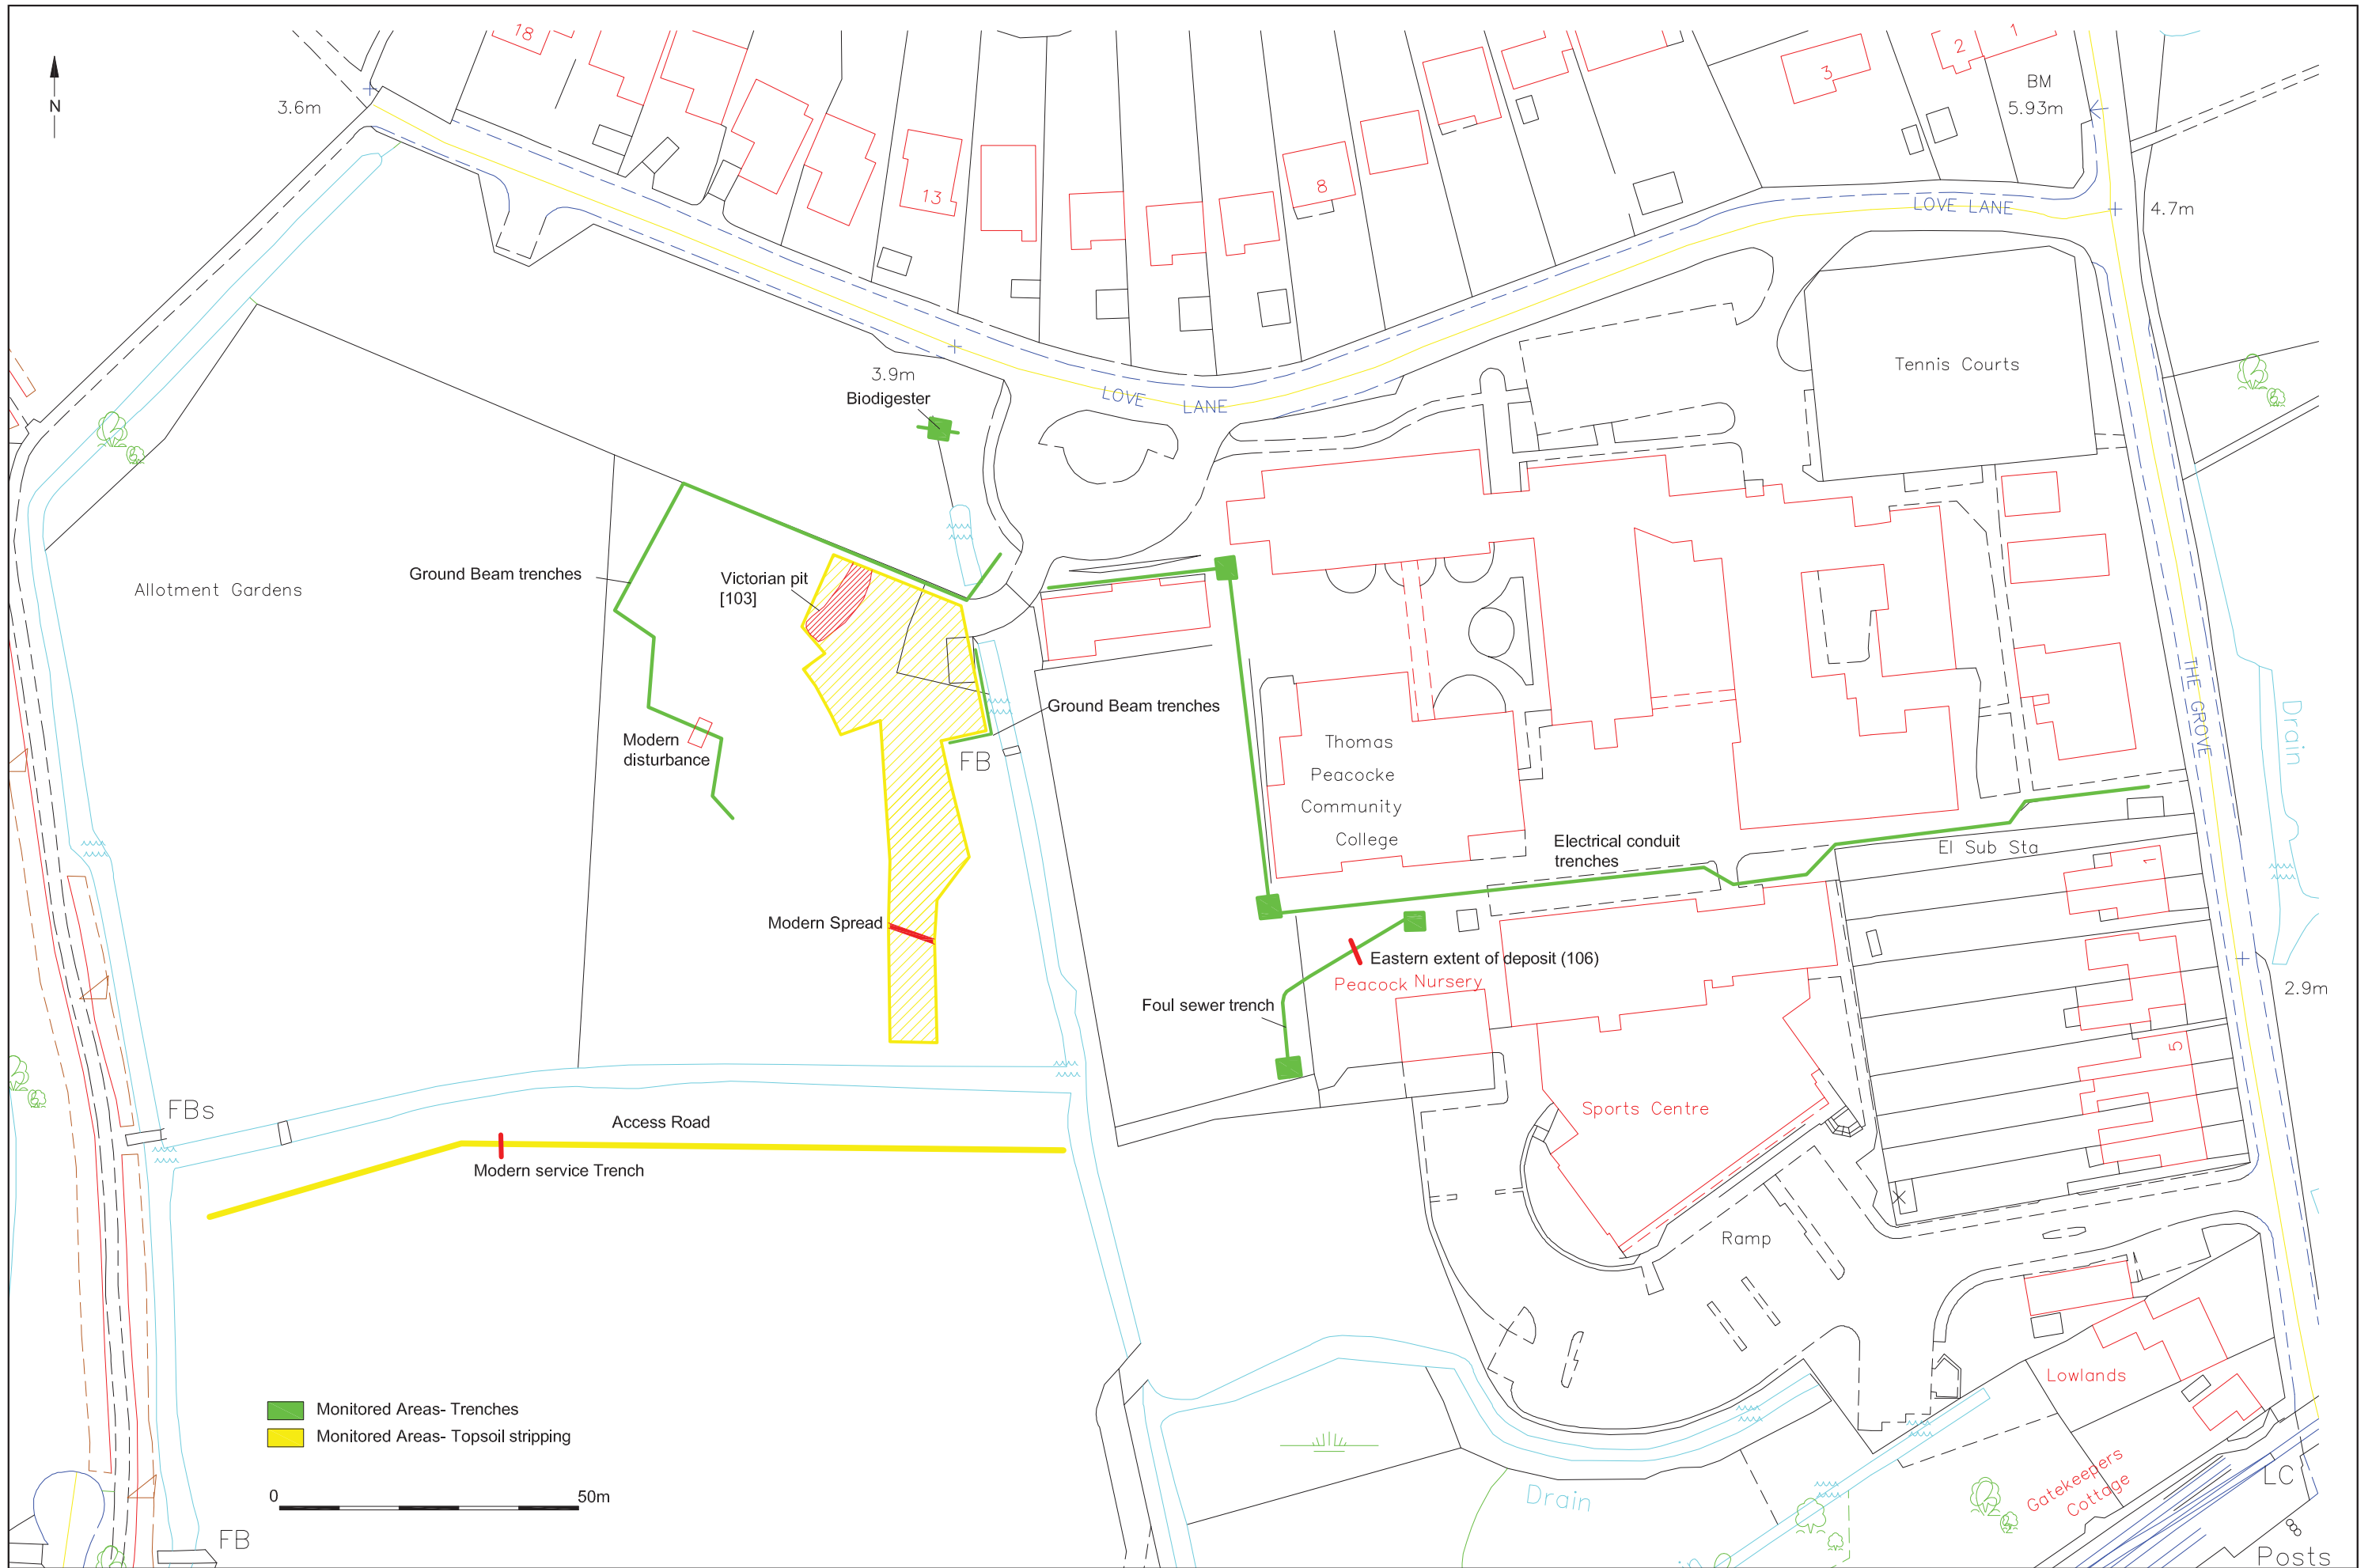 18
2
1
3
BM
5.93m
N
3.6m
13
8
LOVE LANE
4.7m
Tennis Courts
3.9m
Biodigester
LOVE LANE
Ground Beam trenches
Victorian pit
[103]
Allotment Gardens
THE GROVE
Ground Beam trenches
Drain
Modern
disturbance
FB
Thomas
Peacocke
Community
College
Electrical conduit
trenches
El Sub Sta
1
Modern Spread
Eastern extent of deposit (106)
Peacock Nursery
2.9m
Foul sewer trench
5
FBs
Access Road
Sports Centre
Modern service Trench
Ramp
Lowlands
Monitored Areas- Trenches
Monitored Areas- Topsoil stripping
Gatekeepers
Cottage
LC
0
50m
Drain
FB
Posts